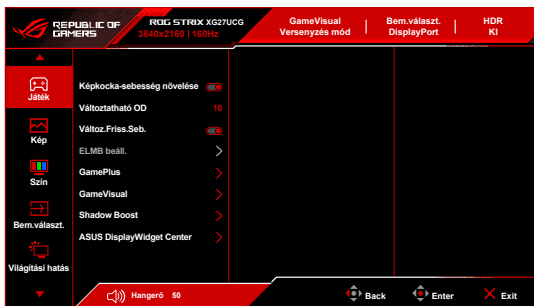 REPUBLIC OF
GAMERS
ROG STRIX XG27UCG
3840x2160 | 160Hz
GameVisual
Versenyzés mód
Bem.választ.
DisplayPort
HDR
KI
Játék
Kép
Szín
Bem.választ.
Világítási hatás
Képkocka-sebesség növelése
Változtatható OD 10
Változ.Friss.Seb.
ELMB beáll.
GamePlus
GameVisual
Shadow Boost
ASUS DisplayWidget Center
Hangerő 50
Back
Enter
Exit